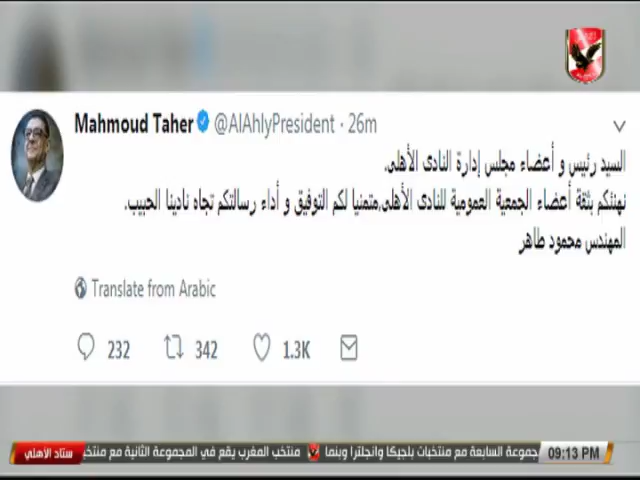 Mahmoud Taher @AlAhlyPresident · 26m
السيد رئيس و أعضاء مجلس إدارة النادى الأهلى،
نهنئكم بثقة أعضاء الجمعية العمومية للنادى الأهلى،متمنيا لكم التوفيق و أداء رسالتكم تجاه نادينا الحبيب.
المهندس محمود طاهر
Translate from Arabic
232 342 1.3K
ستاد الأهلي منتخب المغرب يقع في المجموعة الثانية مع منتخ جموعة السابعة مع منتخبات بلجيكا وانجلترا وبنما 09:13 PM